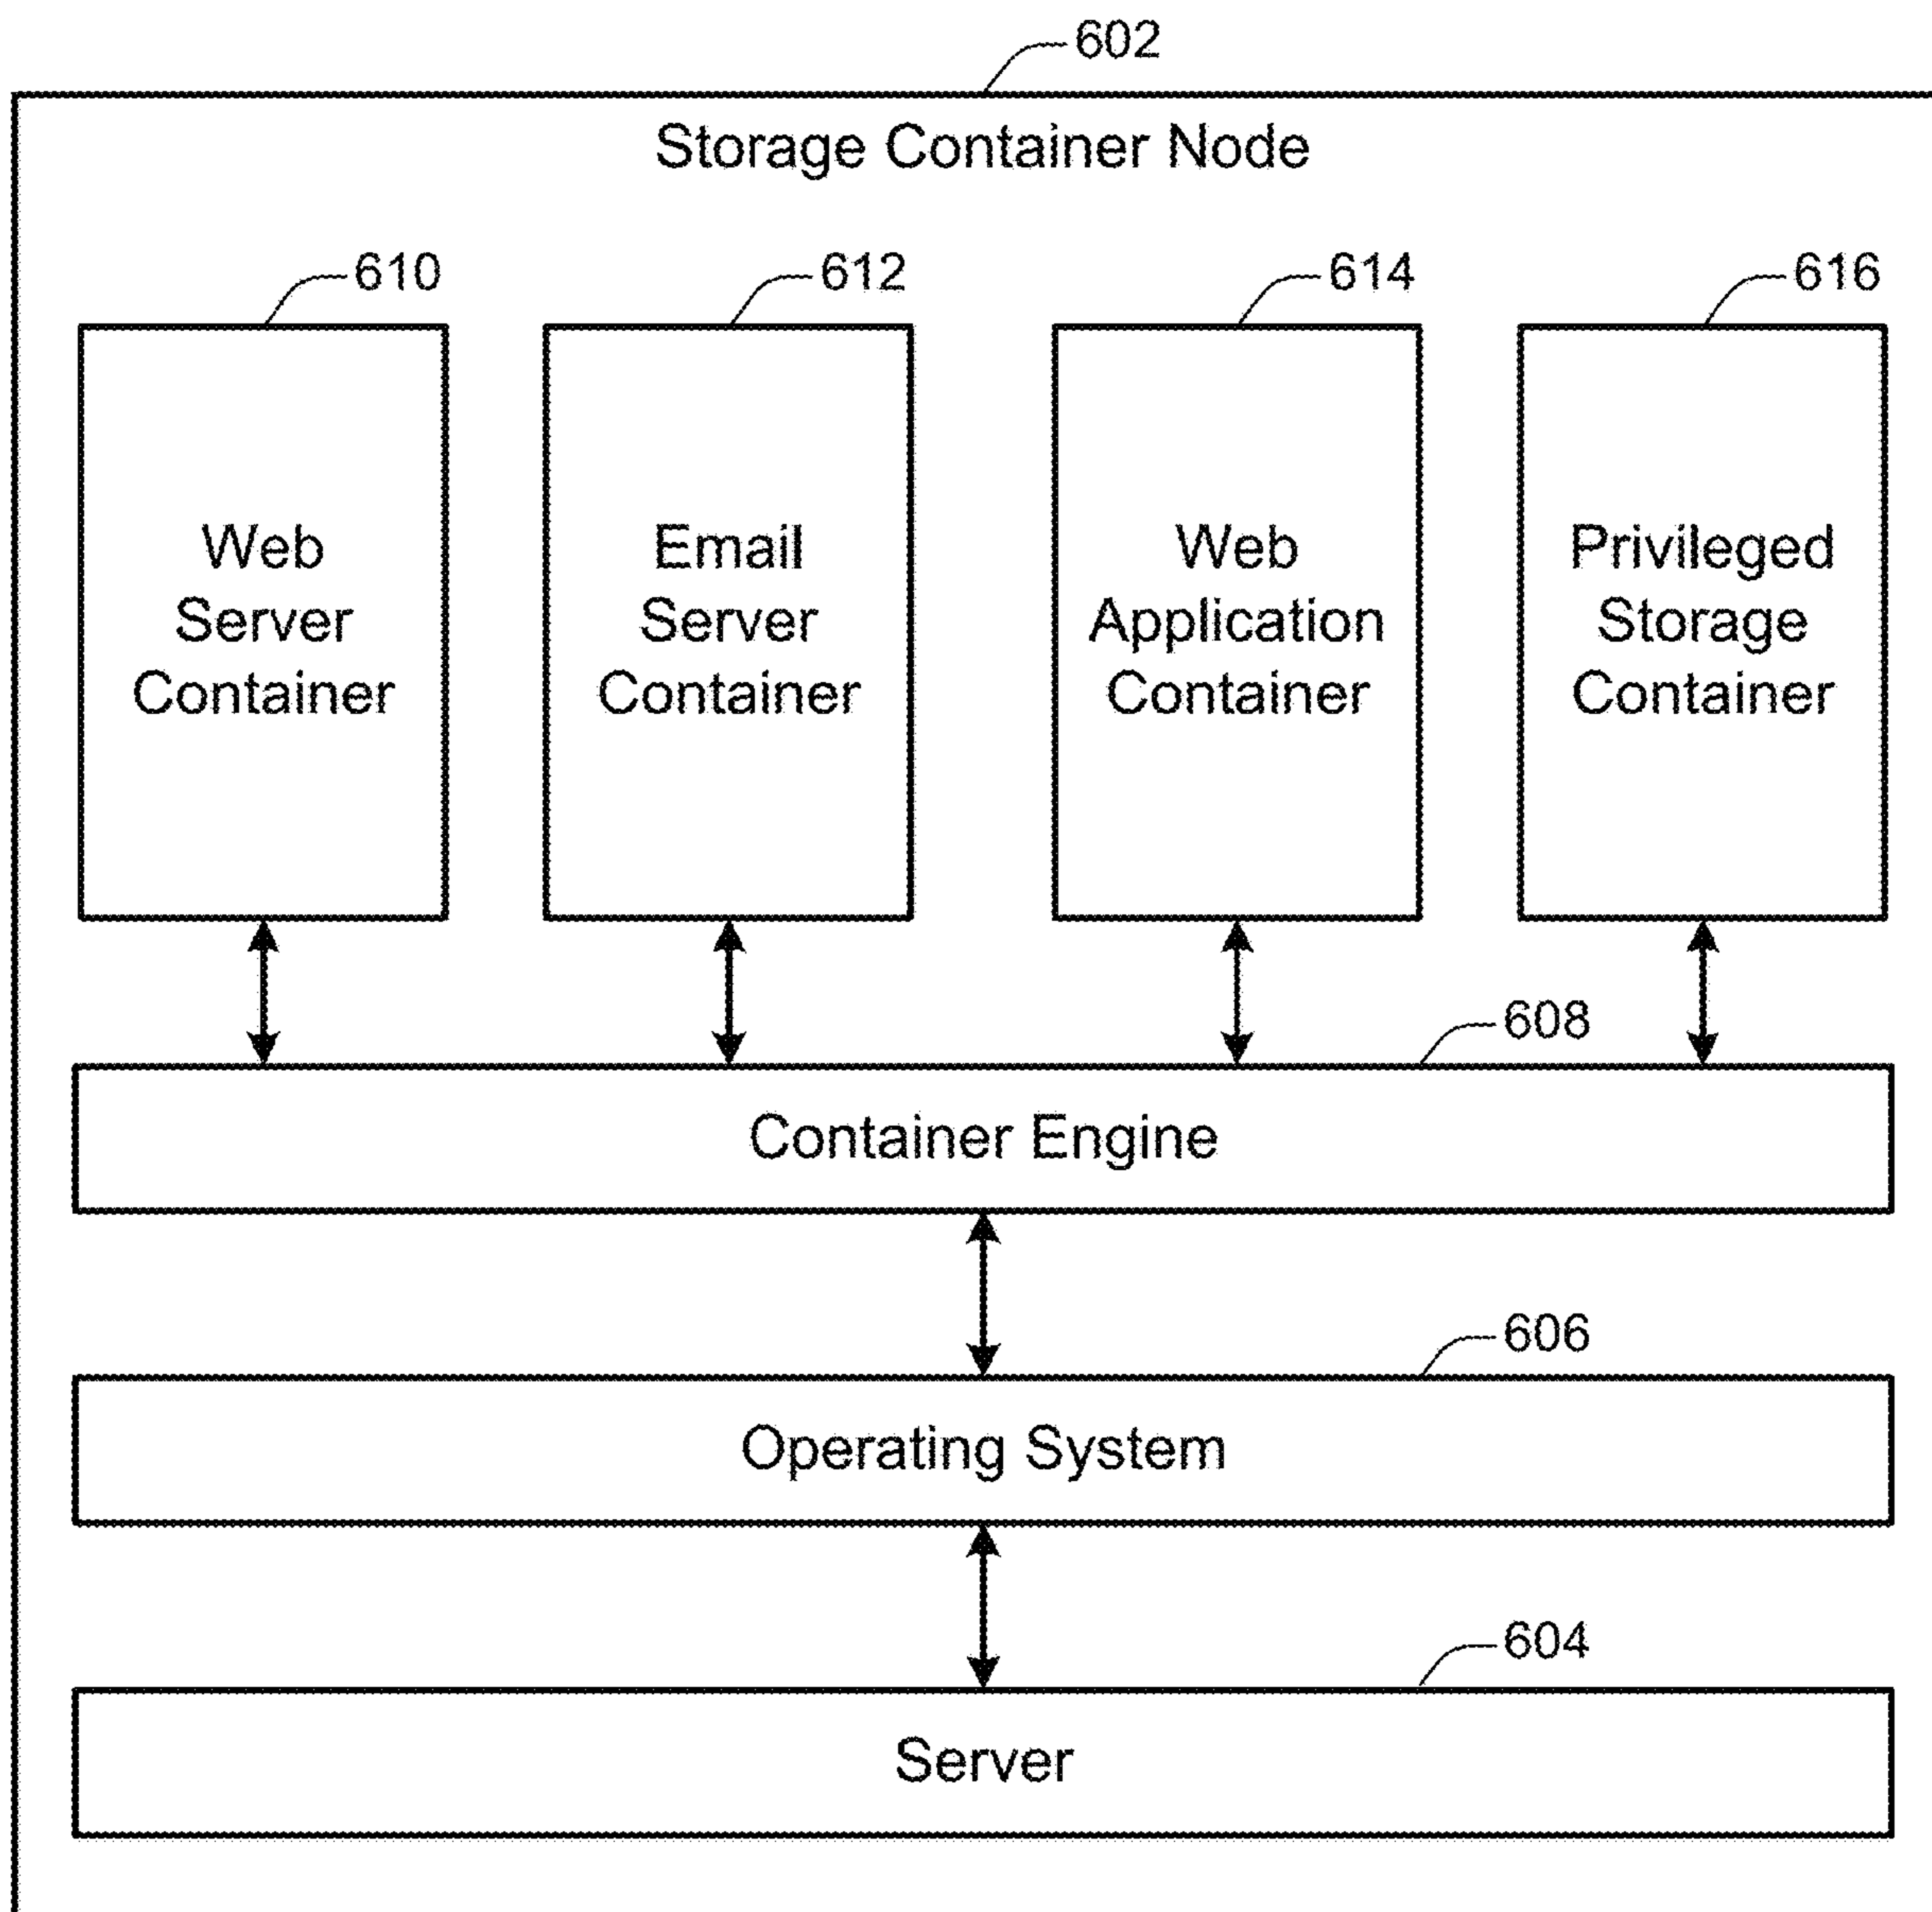 602
Storage Container Node
610
612
614
616
Web
Server
Container
Email
Server
Container
Web
Application
Container
Privileged
Storage
Container
608
Container Engine
606
Operating System
604
Server